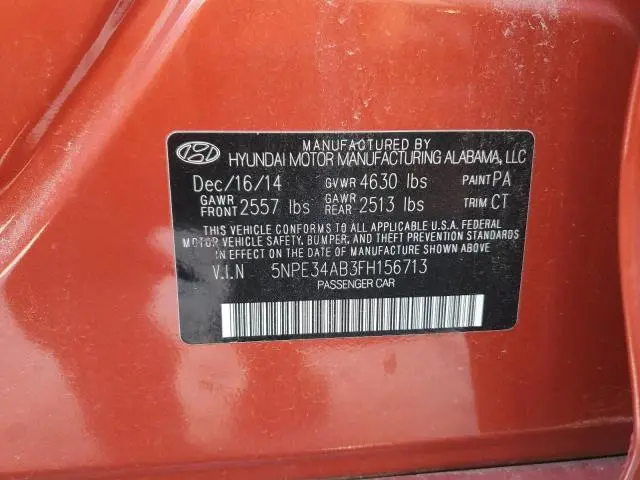 MANUFACTURED BY
HYUNDAI MOTOR MANUFACTURING ALABAMA, LLC
Dec/16/14 GVWR 4630 lbs PAINT PA
GAWR FRONT 2557 lbs GAWR REAR 2513 lbs TRIM CT
THIS VEHICLE CONFORMS TO ALL APPLICABLE U.S.A. FEDERAL
MOTOR VEHICLE SAFETY, BUMPER, AND THEFT PREVENTION STANDARDS
IN EFFECT ON THE DATE OF MANUFACTURE SHOWN ABOVE.
V.I.N 5NPE34AB3FH156713
PASSENGER CAR